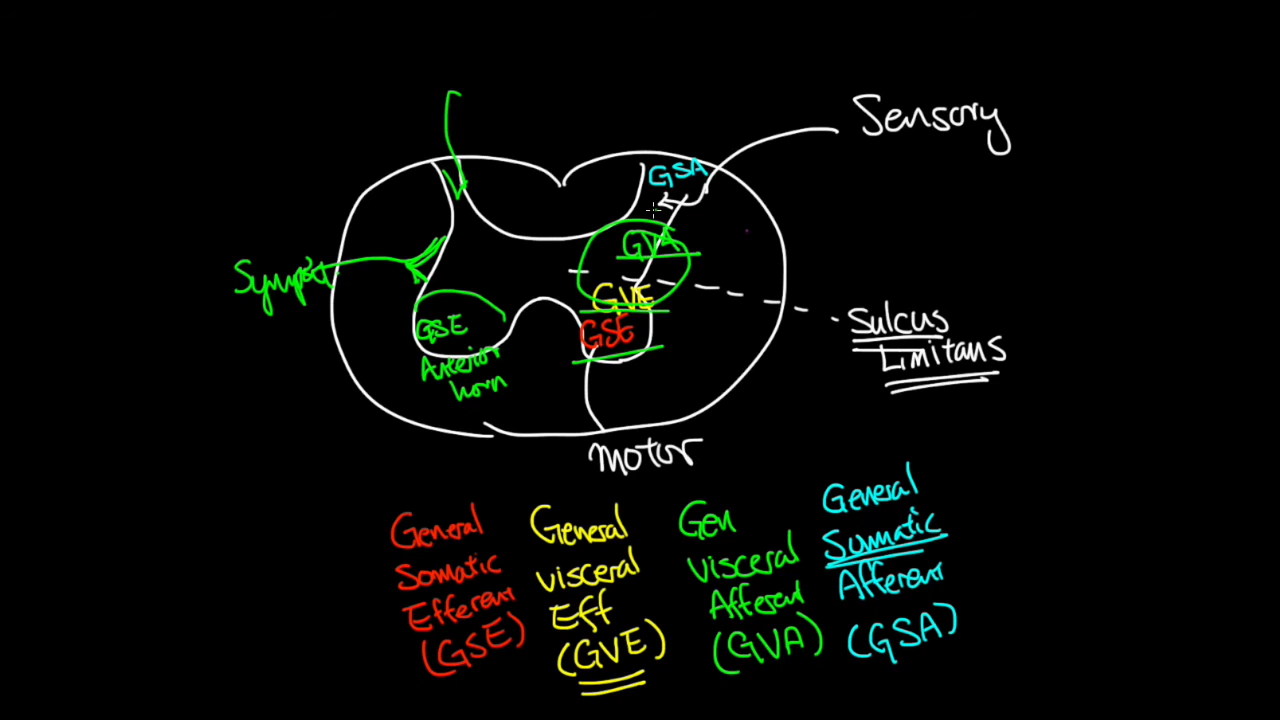 Sensory
GSA
GVA
Sympat
GVE
GSE
GSE
Sulcus
Limitans
Anterior
horn
Motor
General
Somatic
Efferent
(GSE)
General
visceral
Eff
(GVE)
Gen
visceral
Afferent
(GVA)
General
Somatic
Afferent
(GSA)